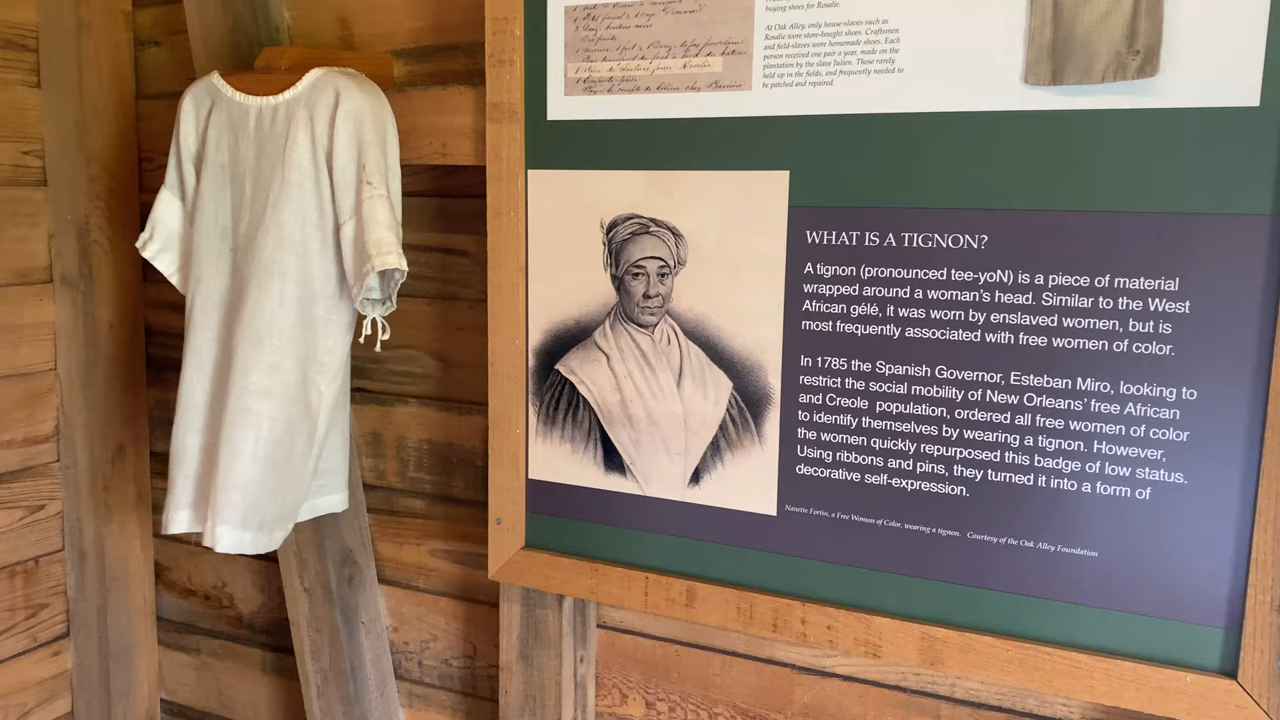 buying shoes for Rosalie.
At Oak Alley, only house-slaves such as
Rosalie wore store-bought shoes. Craftsmen
and field-slaves wore homemade shoes. Each
person received one pair a year, made on the
plantation by the slave Julien. These rarely
held up in the fields, and frequently needed to
be patched and repaired.
WHAT IS A TIGNON?
A tignon (pronounced tee-yoN) is a piece of material
wrapped around a woman's head. Similar to the West
African gélé, it was worn by enslaved women, but is
most frequently associated with free women of color.
In 1785 the Spanish Governor, Esteban Miro, looking to
restrict the social mobility of New Orleans' free African
and Creole population, ordered all free women of color
to identify themselves by wearing a tignon. However,
the women quickly repurposed this badge of low status.
Using ribbons and pins, they turned it into a form of
decorative self-expression.
Nanette Fortin, a Free Woman of Color, wearing a tignon. Courtesy of the Oak Alley Foundation